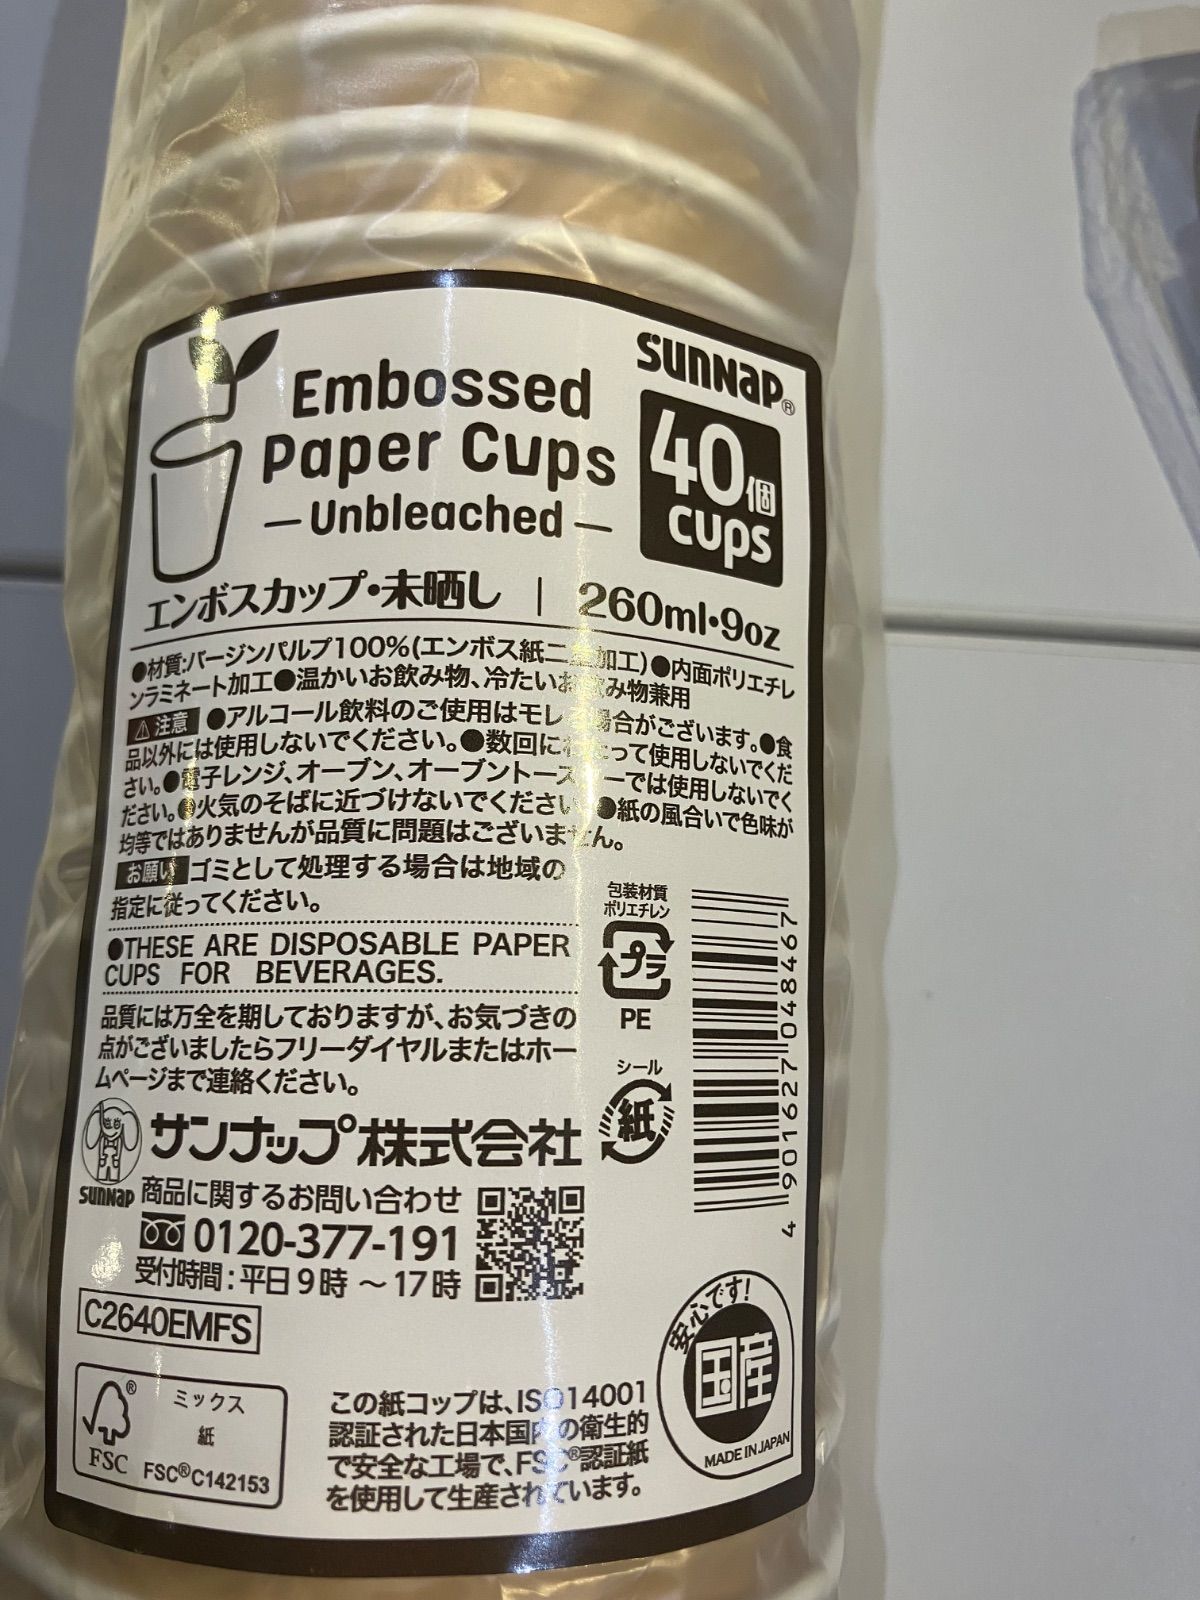 SUNNAP®
Embossed
Paper Cups
— Unbleached —
40個
cups
エンボスカップ・未晒し | 260ml・9oz
●材質:バージンパルプ100%(エンボス紙二重加工)●内面ポリエチレ
ンラミネート加工●温かいお飲み物、冷たいお飲み物兼用
⚠注意 ●アルコール飲料のご使用はモレる場合がございます。●食
品以外には使用しないでください。●数回にわたって使用しないでくだ
さい。●電子レンジ、オーブン、オーブントースターでは使用しないでく
ださい。●火気のそばに近づけないでください。●紙の風合いで色味が
均等ではありませんが品質に問題はございません。
お願い ゴミとして処理する場合は地域の
指定に従ってください。
●THESE ARE DISPOSABLE PAPER
CUPS FOR BEVERAGES.
品質には万全を期しておりますが、お気づきの
点がございましたらフリーダイヤルまたはホー
ムページまで連絡ください。
包装材質
ポリエチレン
プラ
PE
シール
紙
4 901627 048467
SUNNAP
サンナップ株式会社
商品に関するお問い合わせ
0120-377-191
受付時間:平日9時〜17時
C2640EMFS
FSC®
ミックス
紙
FSC®C142153
この紙コップは、ISO14001
認証された日本国内の衛生的
で安全な工場で、FSC®認証紙
を使用して生産されています。
安心です!
国産
MADE IN JAPAN